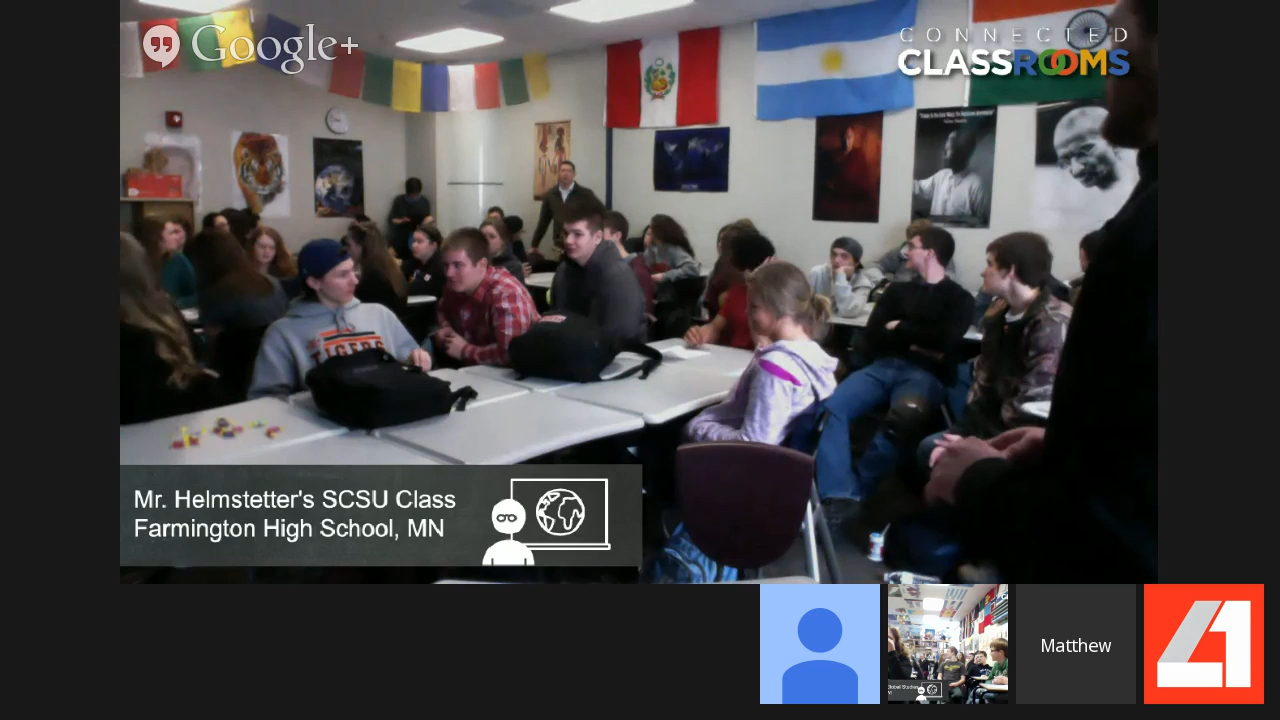 Google+
CONNECTED
CLASSROOMS
TIGERS
Mr. Helmstetter's SCSU Class
Farmington High School, MN
Matthew